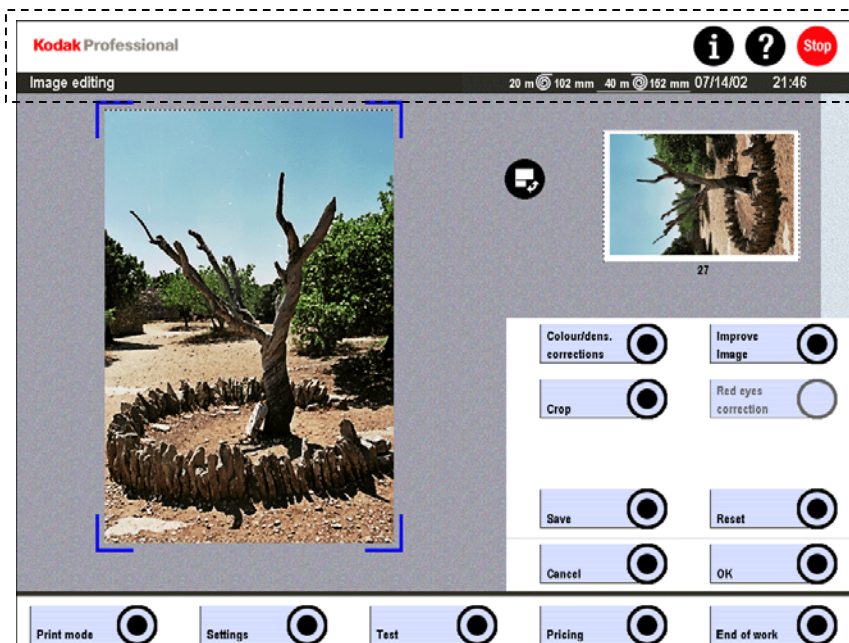 Kodak Professional
i ? Stop
Image editing 20 m 102 mm 40 m 152 mm 07/14/02 21:46
27
Colour/dens. corrections
Improve Image
Crop
Red eyes correction
Save
Reset
Cancel
OK
Print mode
Settings
Test
Pricing
End of work